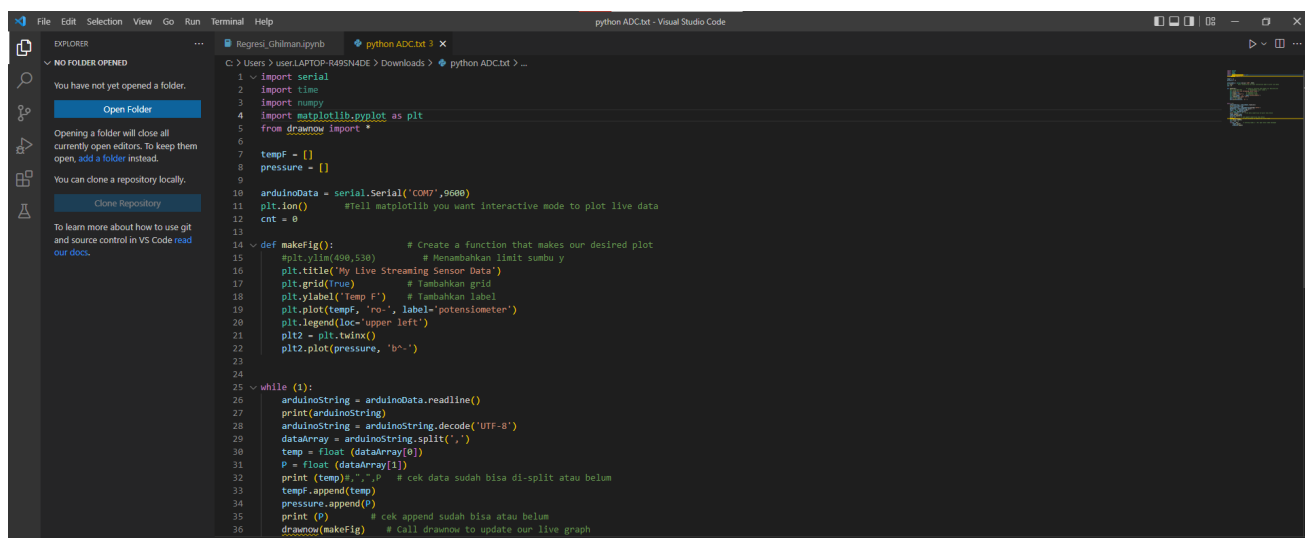 File Edit Selection View Go Run Terminal Help
python ADC.txt - Visual Studio Code
EXPLORER
NO FOLDER OPENED
You have not yet opened a folder.
Open Folder
Opening a folder will close all
currently open editors. To keep them
open, add a folder instead.
You can clone a repository locally.
Clone Repository
To learn more about how to use git
and source control in VS Code read
our docs.
Regresi_Ghilman.ipynb
python ADC.txt 3
C: > Users > user.LAPTOP-R49SN4DE > Downloads > python ADC.txt > ...
1 import serial
2 import time
3 import numpy
4 import matplotlib.pyplot as plt
5 from drawnow import *
6
7 tempF = []
8 pressure = []
9
10 arduinoData = serial.Serial('COM7',9600)
11 plt.ion() #Tell matplotlib you want interactive mode to plot live data
12 cnt = 0
13
14 def makeFig(): # Create a function that makes our desired plot
15 #plt.ylim(490,530) # Menambahkan limit sumbu y
16 plt.title('My Live Streaming Sensor Data')
17 plt.grid(True) # Tambahkan grid
18 plt.ylabel('Temp F') # Tambahkan label
19 plt.plot(tempF, 'ro-', label='potensiometer')
20 plt.legend(loc='upper left')
21 plt2 = plt.twinx()
22 plt2.plot(pressure, 'b^-')
23
24
25 while (1):
26 arduinoString = arduinoData.readline()
27 print(arduinoString)
28 arduinoString = arduinoString.decode('UTF-8')
29 dataArray = arduinoString.split(',')
30 temp = float (dataArray[0])
31 P = float (dataArray[1])
32 print (temp)#,",",P # cek data sudah bisa di-split atau belum
33 tempF.append(temp)
34 pressure.append(P)
35 print (P) # cek append sudah bisa atau belum
36 drawnow(makeFig) # Call drawnow to update our live graph